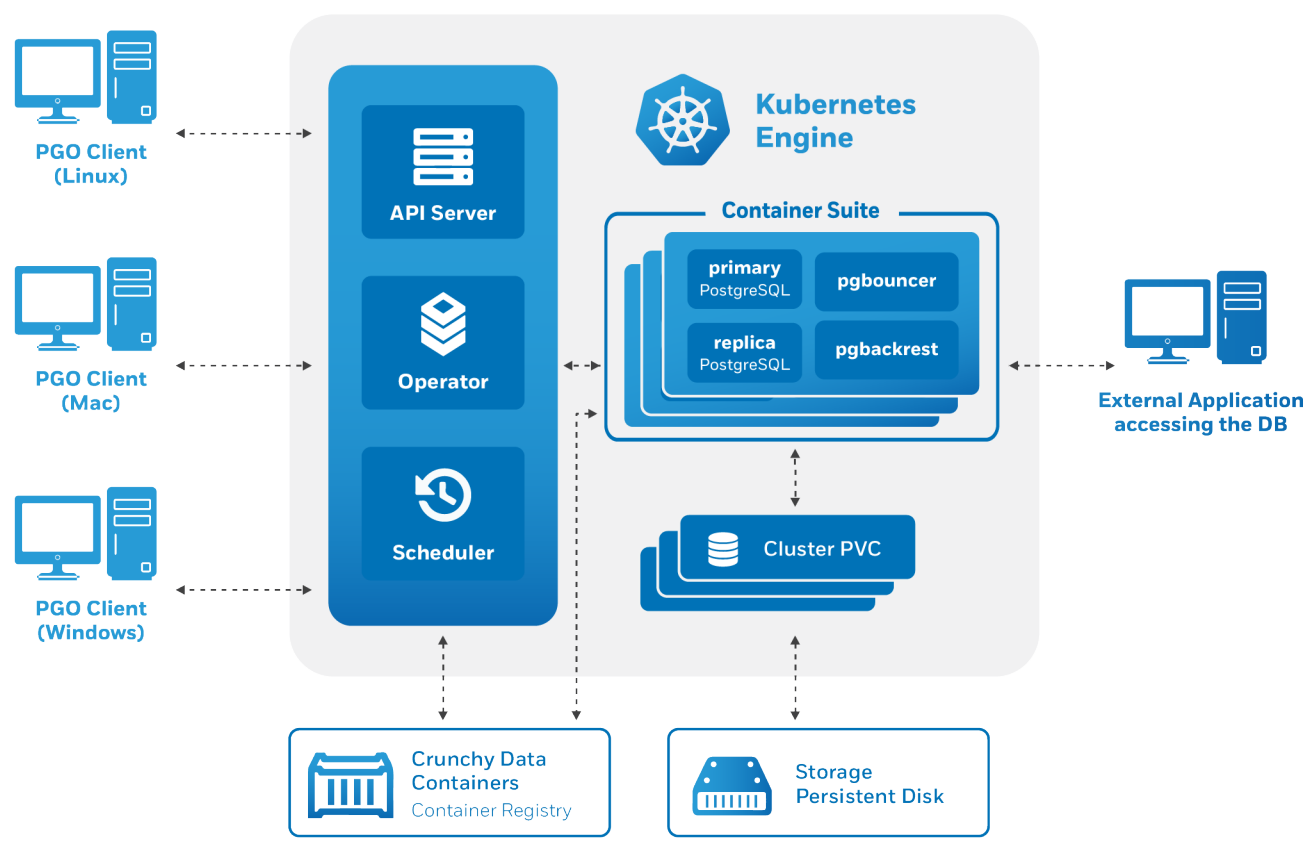 PGO Client
(Linux)
PGO Client
(Mac)
PGO Client
(Windows)
API Server
Operator
Scheduler
Kubernetes
Engine
Container Suite
primary
PostgreSQL
pgbouncer
replica
PostgreSQL
pgbackrest
Cluster PVC
External Application
accessing the DB
Crunchy Data
Containers
Container Registry
Storage
Persistent Disk